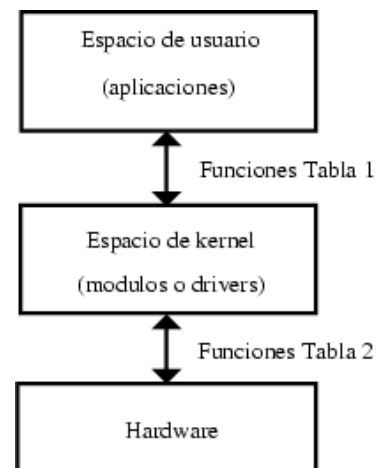 Espacio de usuario
(aplicaciones)
Funciones Tabla 1
Espacio de kernel
(modulos o drivers)
Funciones Tabla 2
Hardware